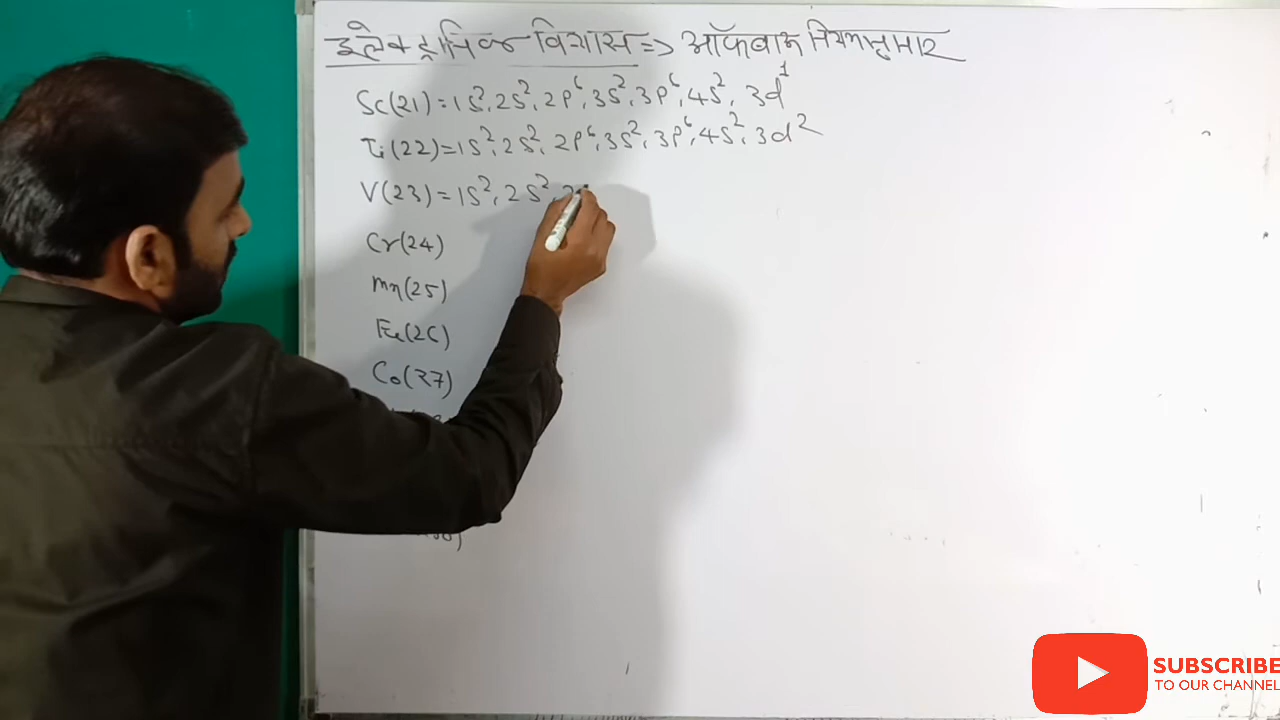 इलेक्ट्रानिक विन्यास => ऑफबाऊ नियमानुसार
Sc(21) = 1s², 2s², 2p⁶, 3s², 3p⁶, 4s², 3d¹
Ti(22) = 1s², 2s², 2p⁶, 3s², 3p⁶, 4s², 3d²
V(23) = 1s², 2s², 2
Cr(24)
Mn(25)
Fe(26)
Co(27)
SUBSCRIBE
TO OUR CHANNEL